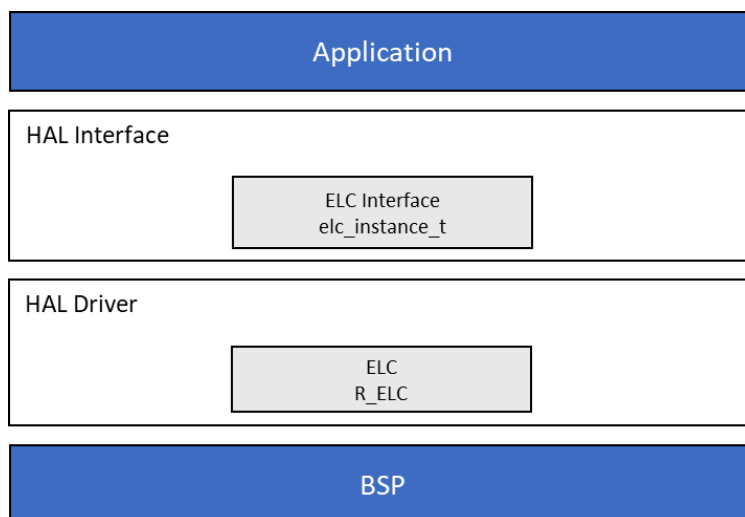 Application
HAL Interface
ELC Interface
elc_instance_t
HAL Driver
ELC
R_ELC
BSP